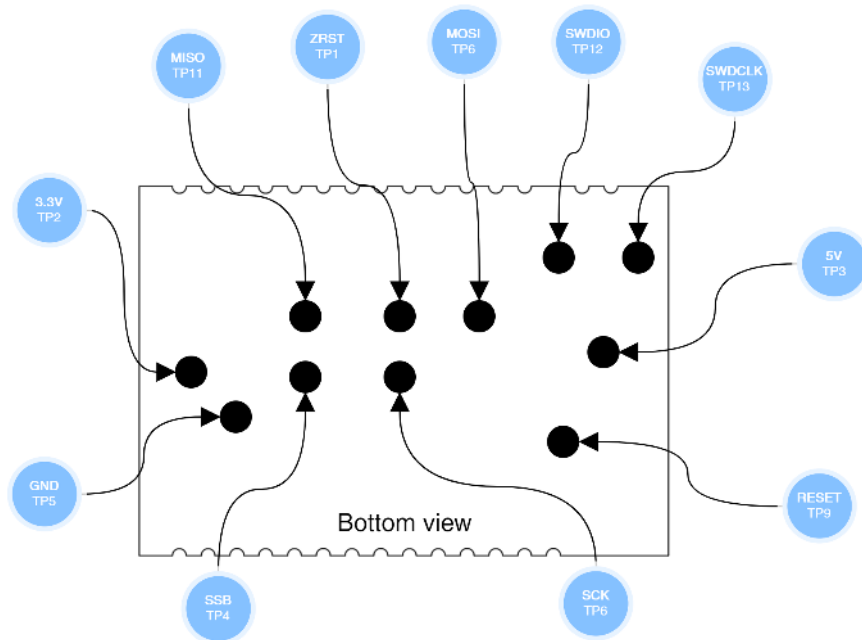 MISO
TP11
ZRST
TP1
MOSI
TP6
SWDIO
TP12
SWDCLK
TP13
3.3V
TP2
5V
TP3
GND
TP5
RESET
TP9
Bottom view
SSB
TP4
SCK
TP6